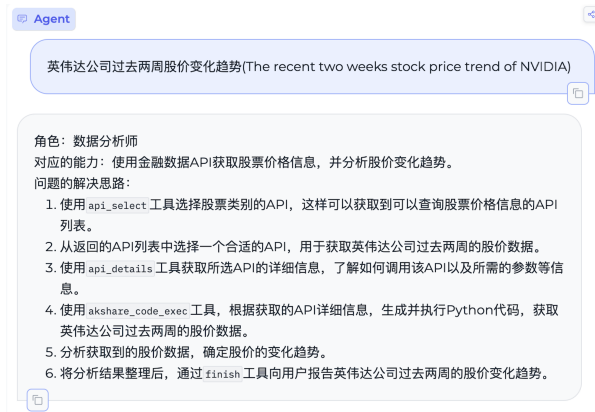 Agent
英伟达公司过去两周股价变化趋势(The recent two weeks stock price trend of NVIDIA)
角色：数据分析师
对应的能力：使用金融数据API获取股票价格信息，并分析股价变化趋势。
问题的解决思路：
1. 使用api_select工具选择股票类别的API，这样可以获取到可以查询股票价格信息的API
列表。
2. 从返回的API列表中选择一个合适的API，用于获取英伟达公司过去两周的股价数据。
3. 使用api_details工具获取所选API的详细信息，了解如何调用该API以及所需的参数等信
息。
4. 使用akshare_code_exec工具，根据获取的API详细信息，生成并执行Python代码，获取
英伟达公司过去两周的股价数据。
5. 分析获取到的股价数据，确定股价的变化趋势。
6. 将分析结果整理后，通过finish工具向用户报告英伟达公司过去两周的股价变化趋势。